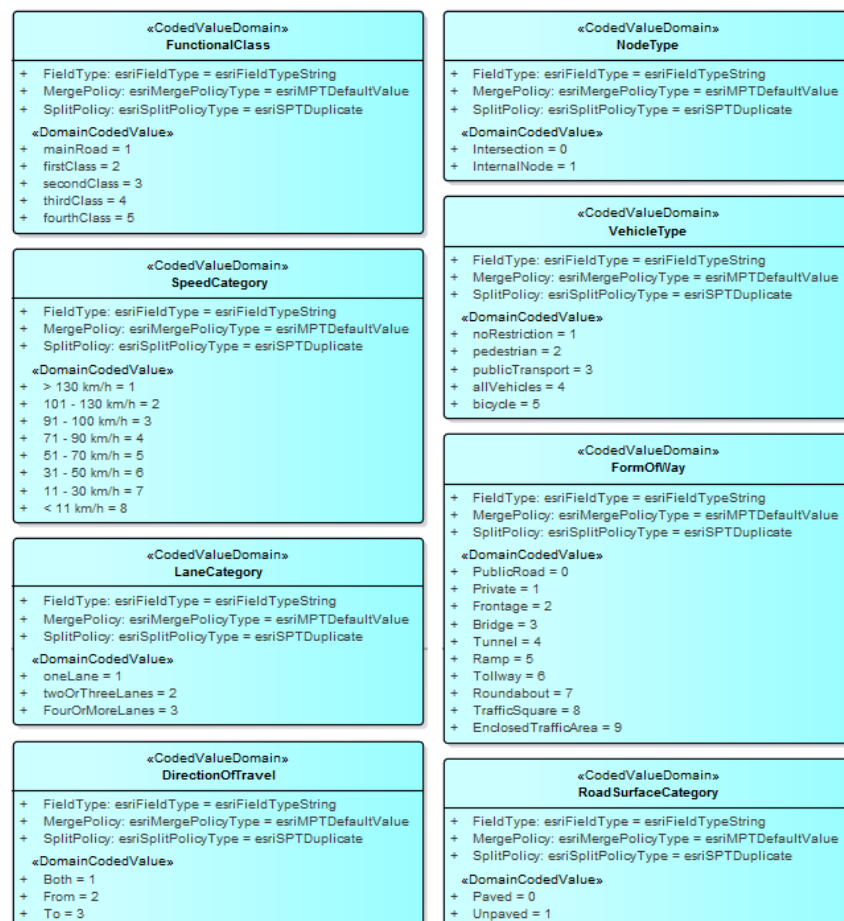 «CodedValueDomain»
FunctionalClass
+ FieldType: esriFieldType = esriFieldTypeString
+ MergePolicy: esriMergePolicyType = esriMPTDefaultValue
+ SplitPolicy: esriSplitPolicyType = esriSPTDuplicate
«DomainCodedValue»
+ mainRoad = 1
+ firstClass = 2
+ secondClass = 3
+ thirdClass = 4
+ fourthClass = 5
«CodedValueDomain»
SpeedCategory
+ FieldType: esriFieldType = esriFieldTypeString
+ MergePolicy: esriMergePolicyType = esriMPTDefaultValue
+ SplitPolicy: esriSplitPolicyType = esriSPTDuplicate
«DomainCodedValue»
+ > 130 km/h = 1
+ 101 - 130 km/h = 2
+ 91 - 100 km/h = 3
+ 71 - 90 km/h = 4
+ 51 - 70 km/h = 5
+ 31 - 50 km/h = 6
+ 11 - 30 km/h = 7
+ < 11 km/h = 8
«CodedValueDomain»
LaneCategory
+ FieldType: esriFieldType = esriFieldTypeString
+ MergePolicy: esriMergePolicyType = esriMPTDefaultValue
+ SplitPolicy: esriSplitPolicyType = esriSPTDuplicate
«DomainCodedValue»
+ oneLane = 1
+ twoOrThreeLanes = 2
+ FourOrMoreLanes = 3
«CodedValueDomain»
DirectionOfTravel
+ FieldType: esriFieldType = esriFieldTypeString
+ MergePolicy: esriMergePolicyType = esriMPTDefaultValue
+ SplitPolicy: esriSplitPolicyType = esriSPTDuplicate
«DomainCodedValue»
+ Both = 1
+ From = 2
+ To = 3
«CodedValueDomain»
NodeType
+ FieldType: esriFieldType = esriFieldTypeString
+ MergePolicy: esriMergePolicyType = esriMPTDefaultValue
+ SplitPolicy: esriSplitPolicyType = esriSPTDuplicate
«DomainCodedValue»
+ Intersection = 0
+ InternalNode = 1
«CodedValueDomain»
VehicleType
+ FieldType: esriFieldType = esriFieldTypeString
+ MergePolicy: esriMergePolicyType = esriMPTDefaultValue
+ SplitPolicy: esriSplitPolicyType = esriSPTDuplicate
«DomainCodedValue»
+ noRestriction = 1
+ pedestrian = 2
+ publicTransport = 3
+ allVehicles = 4
+ bicycle = 5
«CodedValueDomain»
FormOfWay
+ FieldType: esriFieldType = esriFieldTypeString
+ MergePolicy: esriMergePolicyType = esriMPTDefaultValue
+ SplitPolicy: esriSplitPolicyType = esriSPTDuplicate
«DomainCodedValue»
+ PublicRoad = 0
+ Private = 1
+ Frontage = 2
+ Bridge = 3
+ Tunnel = 4
+ Ramp = 5
+ Tollway = 6
+ Roundabout = 7
+ TrafficSquare = 8
+ EnclosedTrafficArea = 9
«CodedValueDomain»
RoadSurfaceCategory
+ FieldType: esriFieldType = esriFieldTypeString
+ MergePolicy: esriMergePolicyType = esriMPTDefaultValue
+ SplitPolicy: esriSplitPolicyType = esriSPTDuplicate
«DomainCodedValue»
+ Paved = 0
+ Unpaved = 1